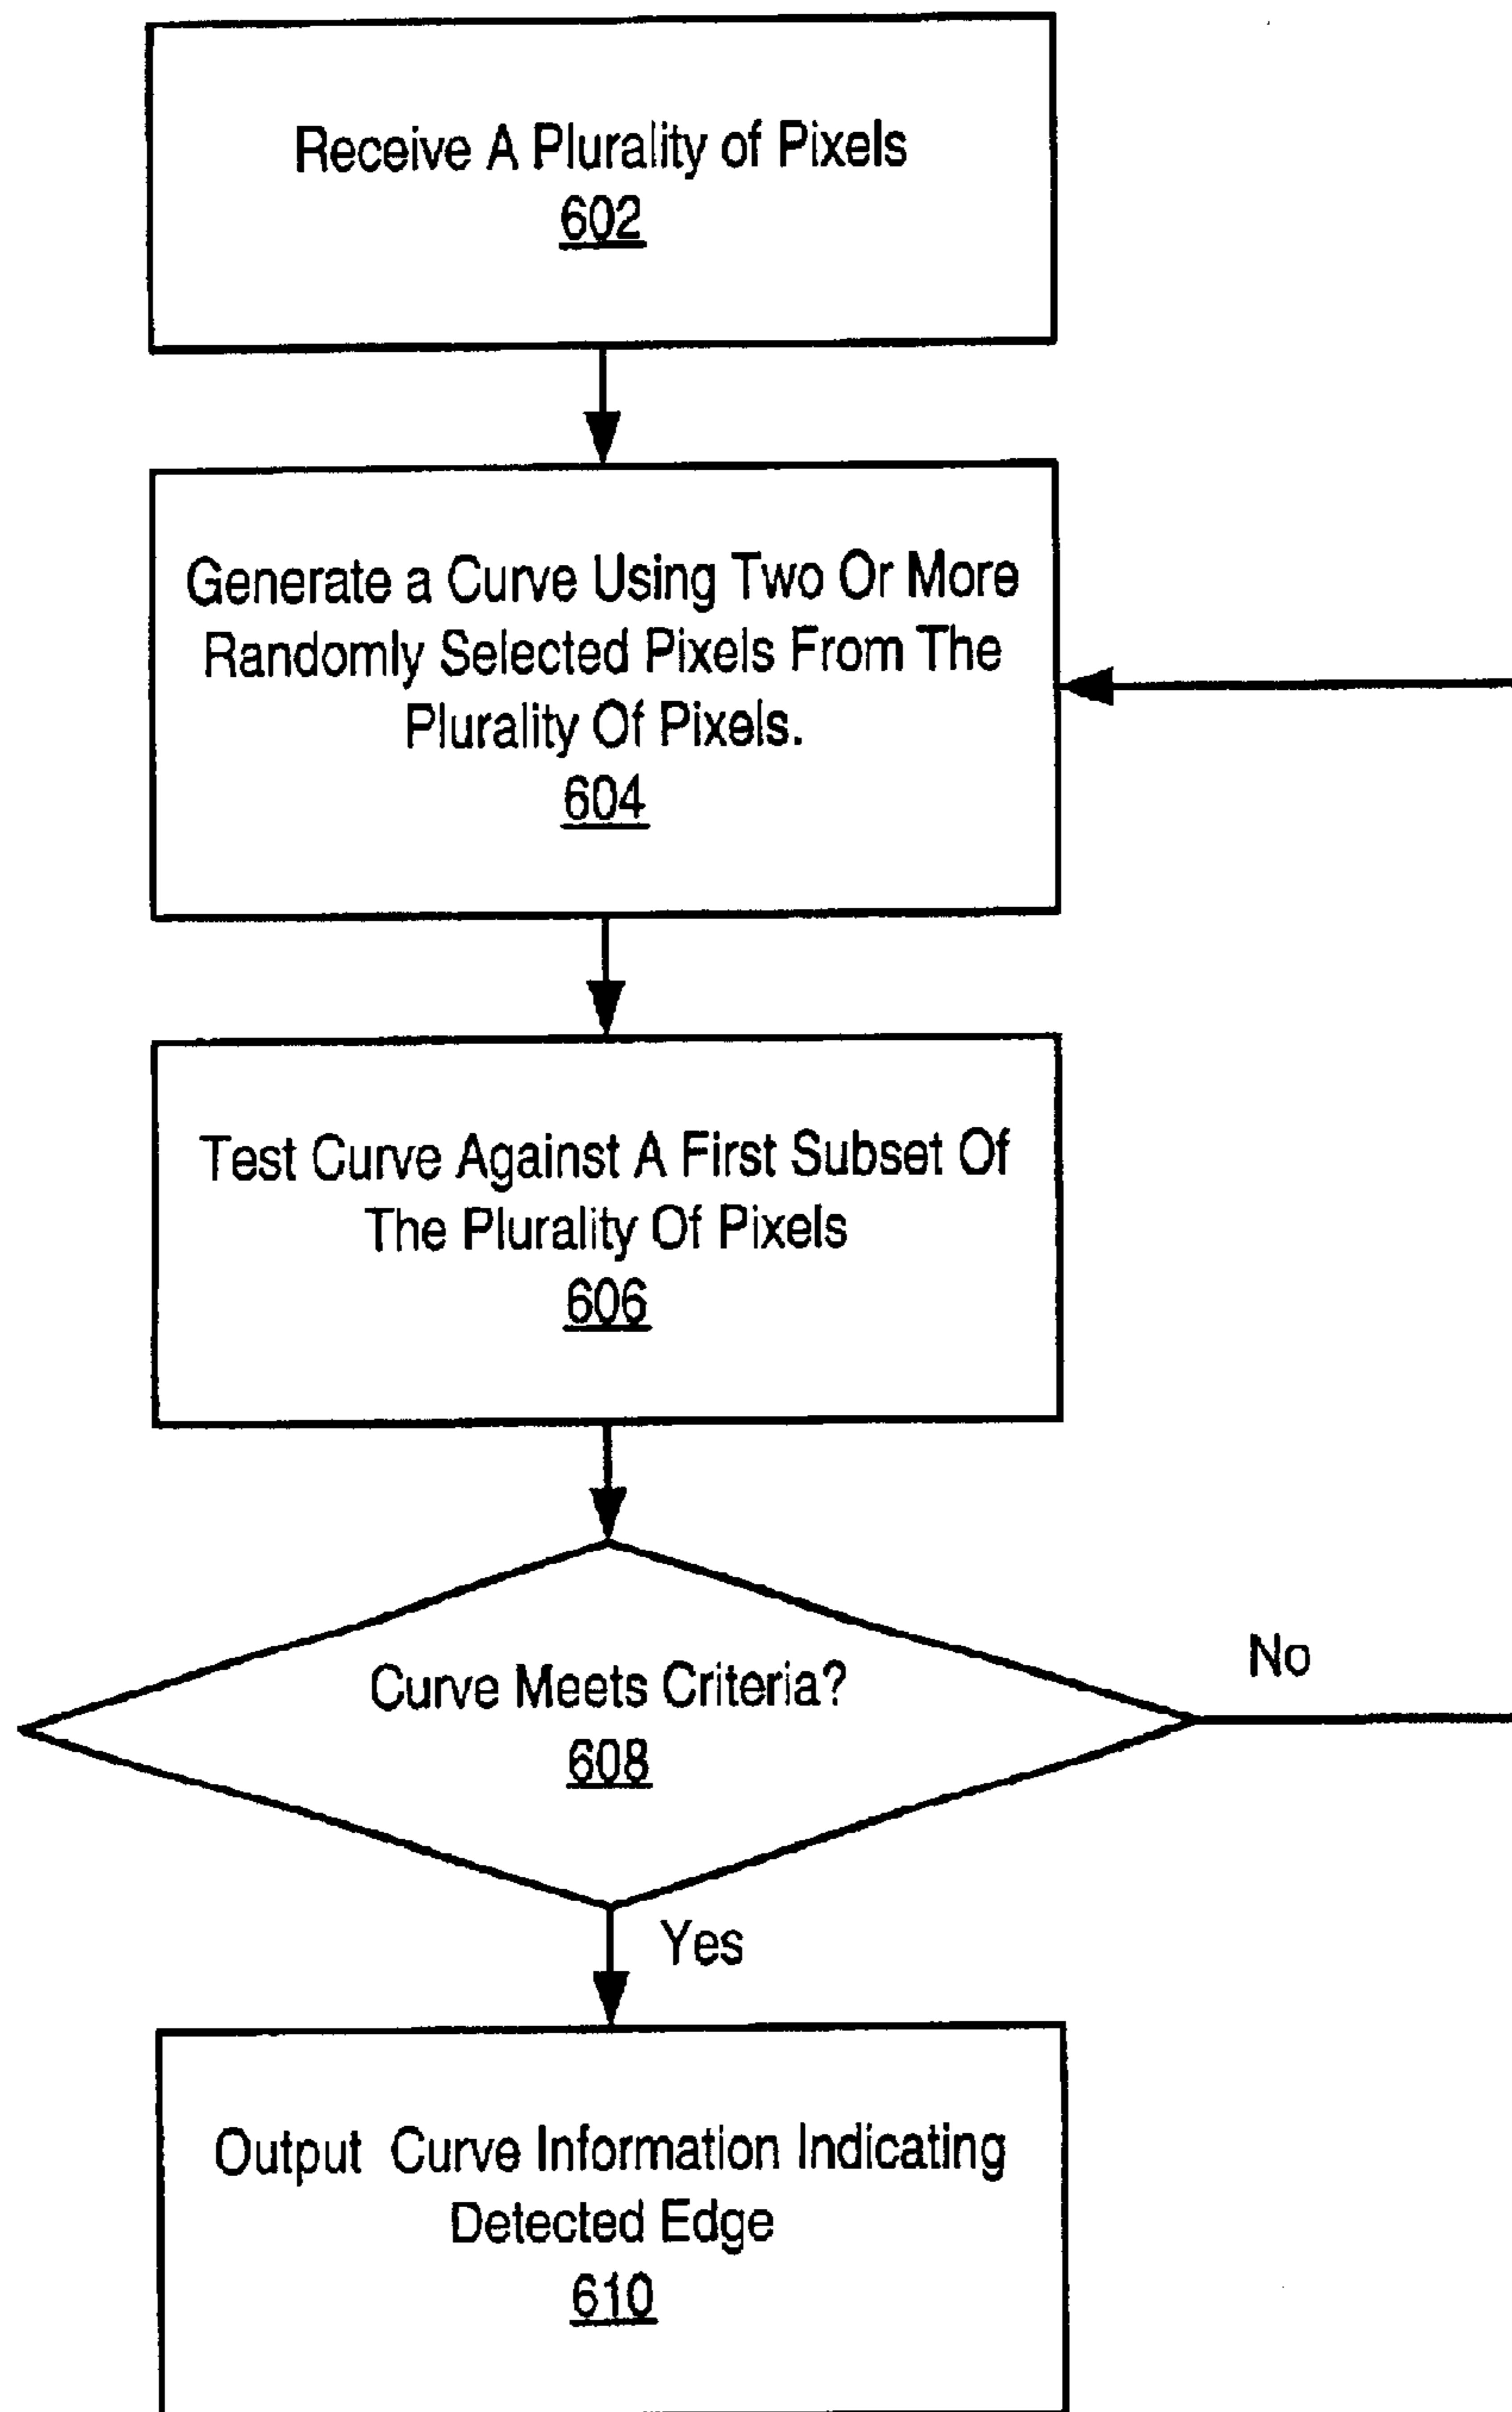 Receive A Plurality of Pixels
602
Generate a Curve Using Two Or More
Randomly Selected Pixels From The
Plurality Of Pixels.
604
Test Curve Against A First Subset Of
The Plurality Of Pixels
606
Curve Meets Criteria?
608
No
Yes
Output Curve Information Indicating
Detected Edge
610